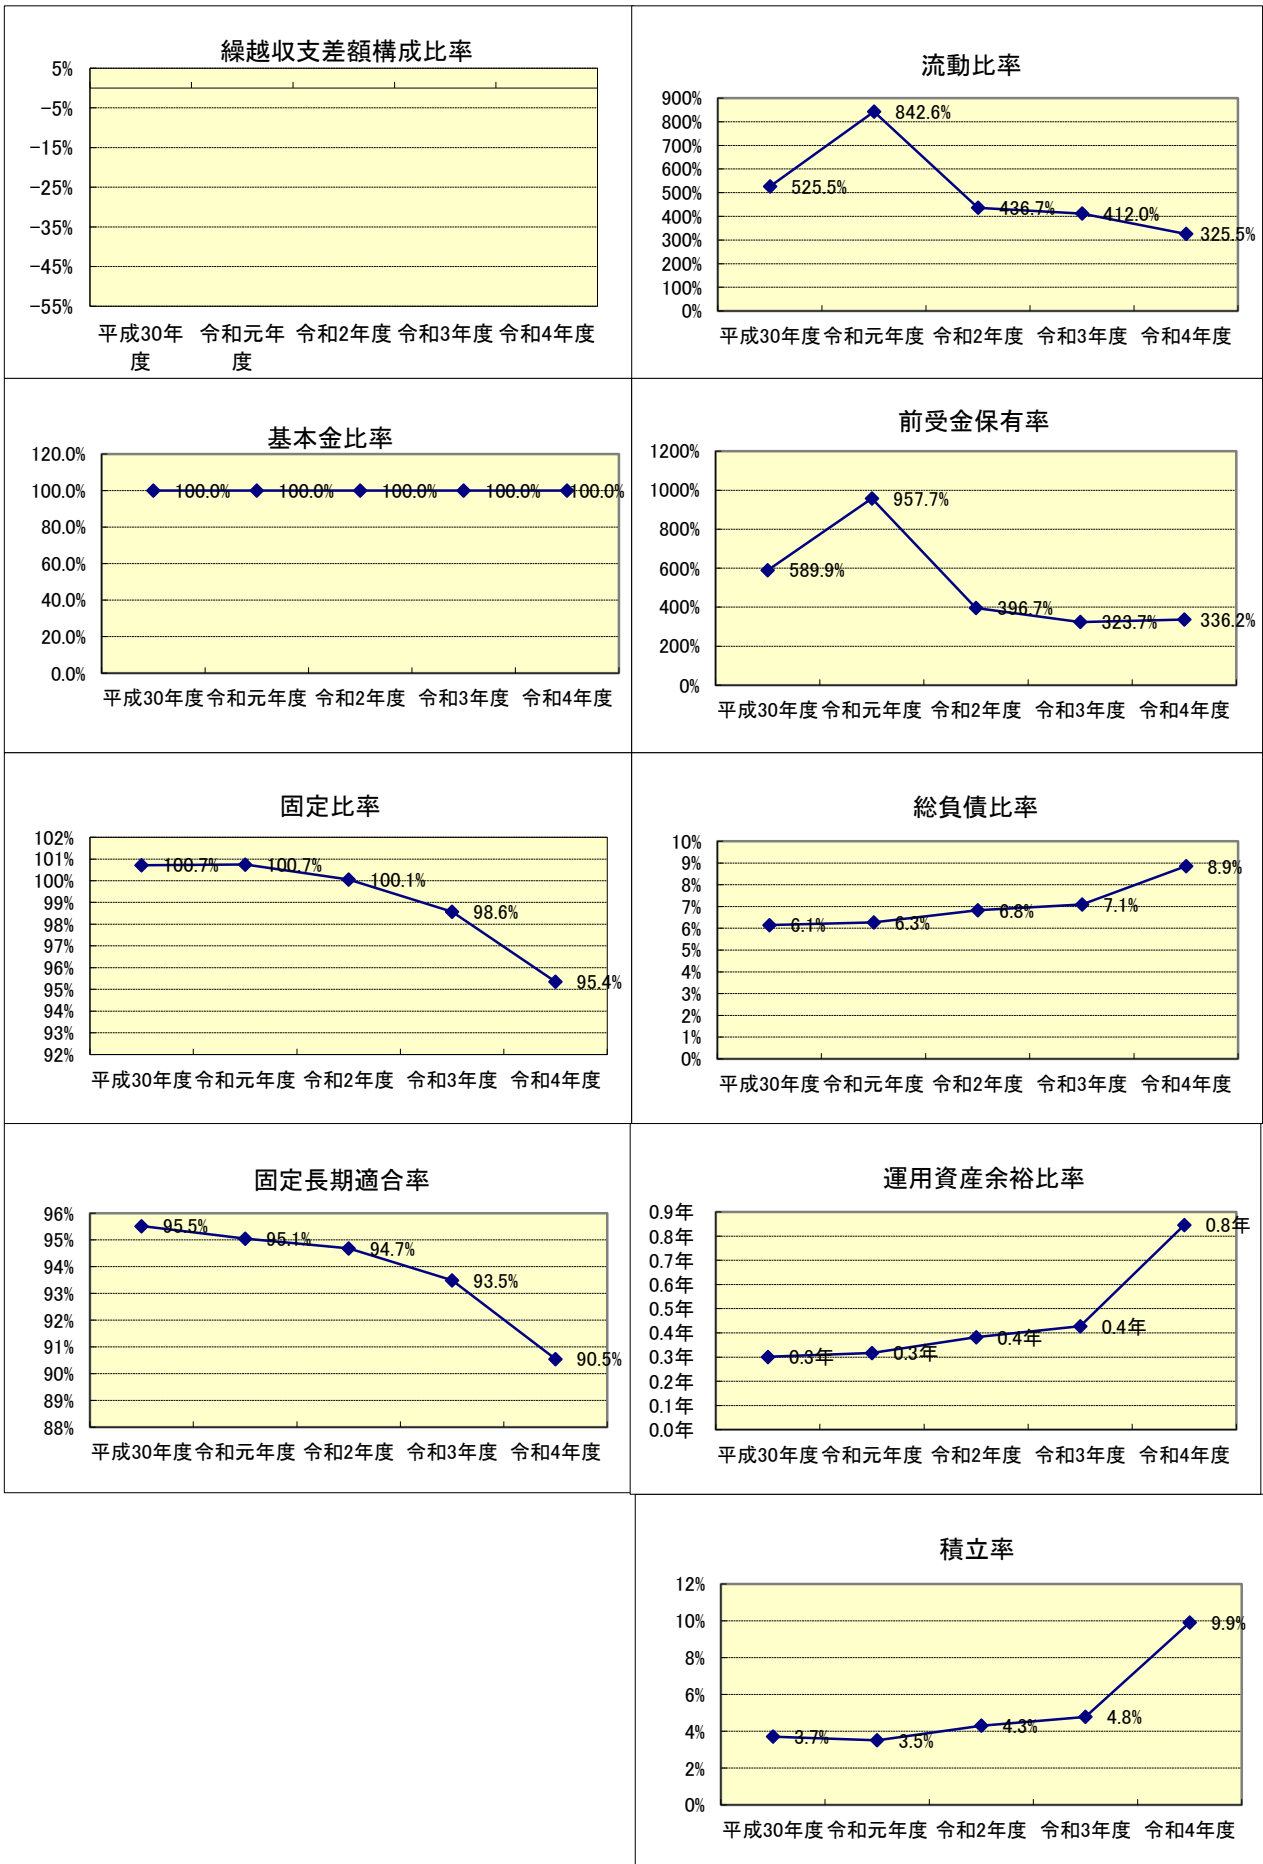 繰越収支差額構成比率
5%
-5%
-15%
-25%
-35%
-45%
-55%
平成30年度 令和元年度 令和2年度 令和3年度 令和4年度
流動比率
900%
800%
700%
600%
500%
400%
300%
200%
100%
0%
525.5% 842.6% 436.7% 412.0% 325.5%
平成30年度 令和元年度 令和2年度 令和3年度 令和4年度
基本金比率
120.0%
100.0%
80.0%
60.0%
40.0%
20.0%
0.0%
100.0% 100.0% 100.0% 100.0% 100.0%
平成30年度 令和元年度 令和2年度 令和3年度 令和4年度
前受金保有率
1200%
1000%
800%
600%
400%
200%
0%
589.9% 957.7% 396.7% 323.7% 336.2%
平成30年度 令和元年度 令和2年度 令和3年度 令和4年度
固定比率
102%
101%
100%
99%
98%
97%
96%
95%
94%
93%
92%
100.7% 100.7% 100.1% 98.6% 95.4%
平成30年度 令和元年度 令和2年度 令和3年度 令和4年度
総負債比率
10%
9%
8%
7%
6%
5%
4%
3%
2%
1%
0%
6.1% 6.3% 6.8% 7.1% 8.9%
平成30年度 令和元年度 令和2年度 令和3年度 令和4年度
固定長期適合率
96%
95%
94%
93%
92%
91%
90%
89%
88%
95.5% 95.1% 94.7% 93.5% 90.5%
平成30年度 令和元年度 令和2年度 令和3年度 令和4年度
運用資産余裕比率
0.9年
0.8年
0.7年
0.6年
0.5年
0.4年
0.3年
0.2年
0.1年
0.0年
0.3年 0.3年 0.4年 0.4年 0.8年
平成30年度 令和元年度 令和2年度 令和3年度 令和4年度
積立率
12%
10%
8%
6%
4%
2%
0%
3.7% 3.5% 4.3% 4.8% 9.9%
平成30年度 令和元年度 令和2年度 令和3年度 令和4年度